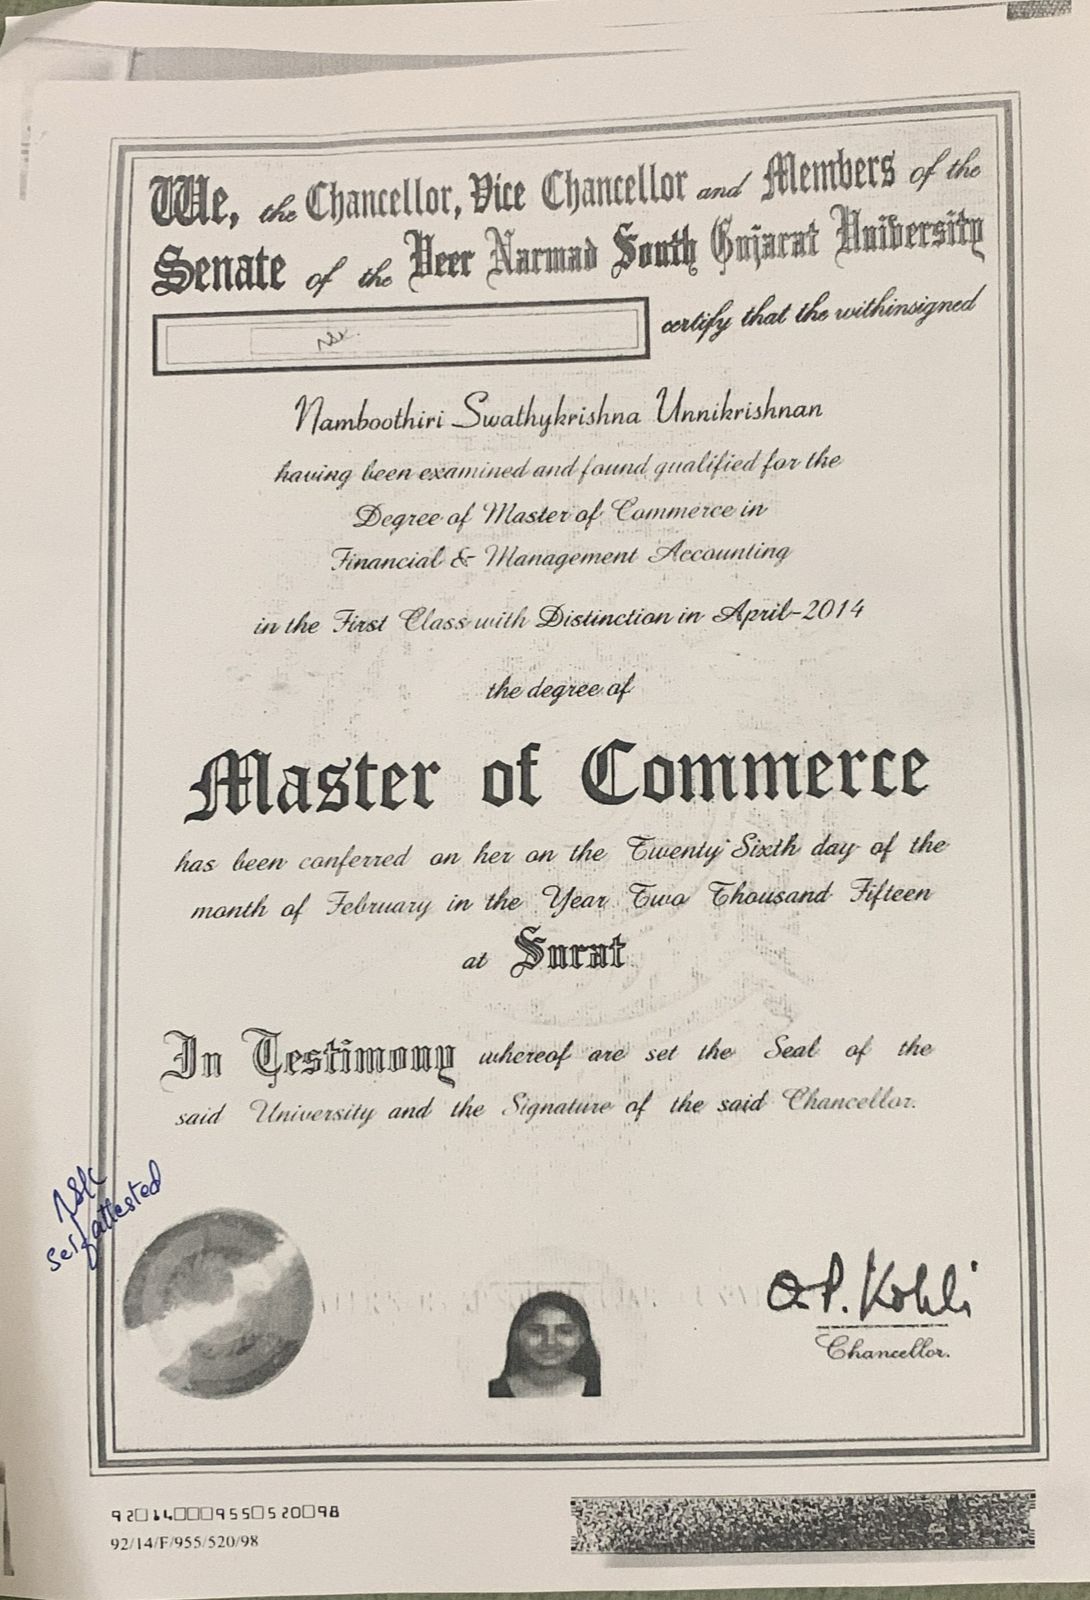 We, the Chancellor, Vice Chancellor and Members of the
Senate of the Veer Narmad South Gujarat University
certify that the withinsigned
Namboothiri Swathykrishna Unnikrishnan
having been examined and found qualified for the
Degree of Master of Commerce in
Financial & Management Accounting
in the First Class with Distinction in April-2014
the degree of
Master of Commerce
has been conferred on her on the Twenty Sixth day of the
month of February in the Year Two Thousand Fifteen
at Surat
In Testimony whereof are set the Seal of the
said University and the Signature of the said Chancellor.
Self attested
O.P. Kohli
Chancellor.
92□14□□□955□520□98
92/14/F/955/520/98